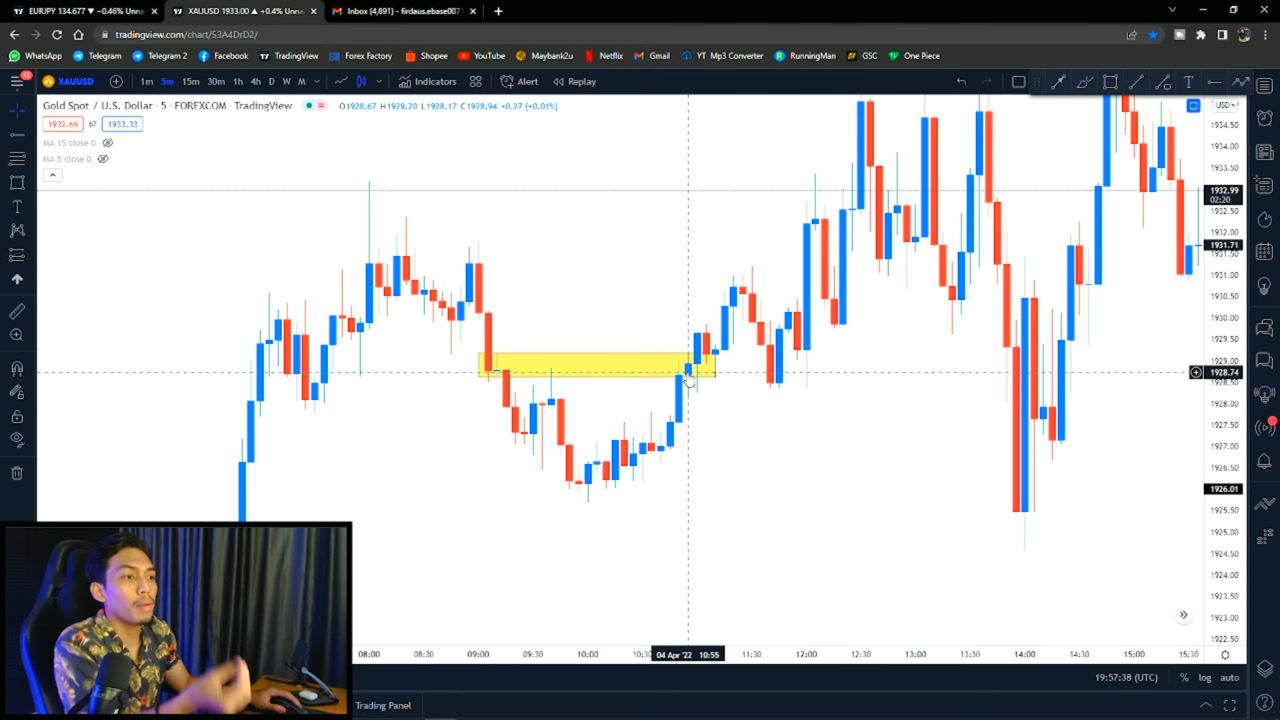 EURJPY 134.677 ▼ −0.46% Unna
XAUUSD 1933.00 ▲ +0.4% Unna
Inbox (4,891) - firdaus.ebase007
tradingview.com/chart/S3A4DrD2/
WhatsApp
Telegram
Telegram 2
Facebook
TradingView
Forex Factory
Shopee
YouTube
Maybank2u
Netflix
Gmail
YT Mp3 Converter
RunningMan
GSC
One Piece
XAUUSD
1m 5m 15m 30m 1h 4h D W M
Indicators
Alert
Replay
Gold Spot / U.S. Dollar · 5 · FOREXCOM · TradingView
O1928.67 H1929.20 L1928.17 C1928.94 +0.27 (+0.01%)
USD
1932.66 67 1933.33
MA 15 close 0
MA 5 close 0
1934.50
1934.00
1933.50
1932.99
02:20
1932.50
1932.00
1931.71
1931.50
1931.00
1930.50
1930.00
1929.50
1929.00
1928.74
1928.50
1928.00
1927.50
1927.00
1926.50
1926.01
1925.50
1925.00
1924.50
1924.00
1923.50
1923.00
1922.50
08:00 08:30 09:00 09:30 10:00 10:30 04 Apr '22 10:55 11:30 12:00 12:30 13:00 13:30 14:00 14:30 15:00 15:30
19:57:38 (UTC) % log auto
Trading Panel